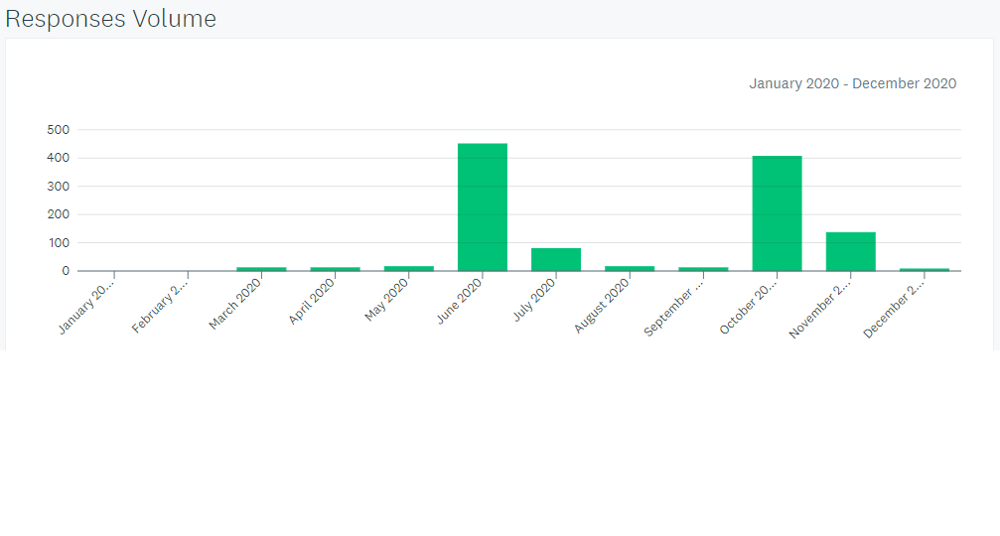 Responses Volume
January 2020 - December 2020
500
400
300
200
100
0
January 20...
February 2...
March 2020
April 2020
May 2020
June 2020
July 2020
August 2020
September ...
October 20...
November 2...
December 2...